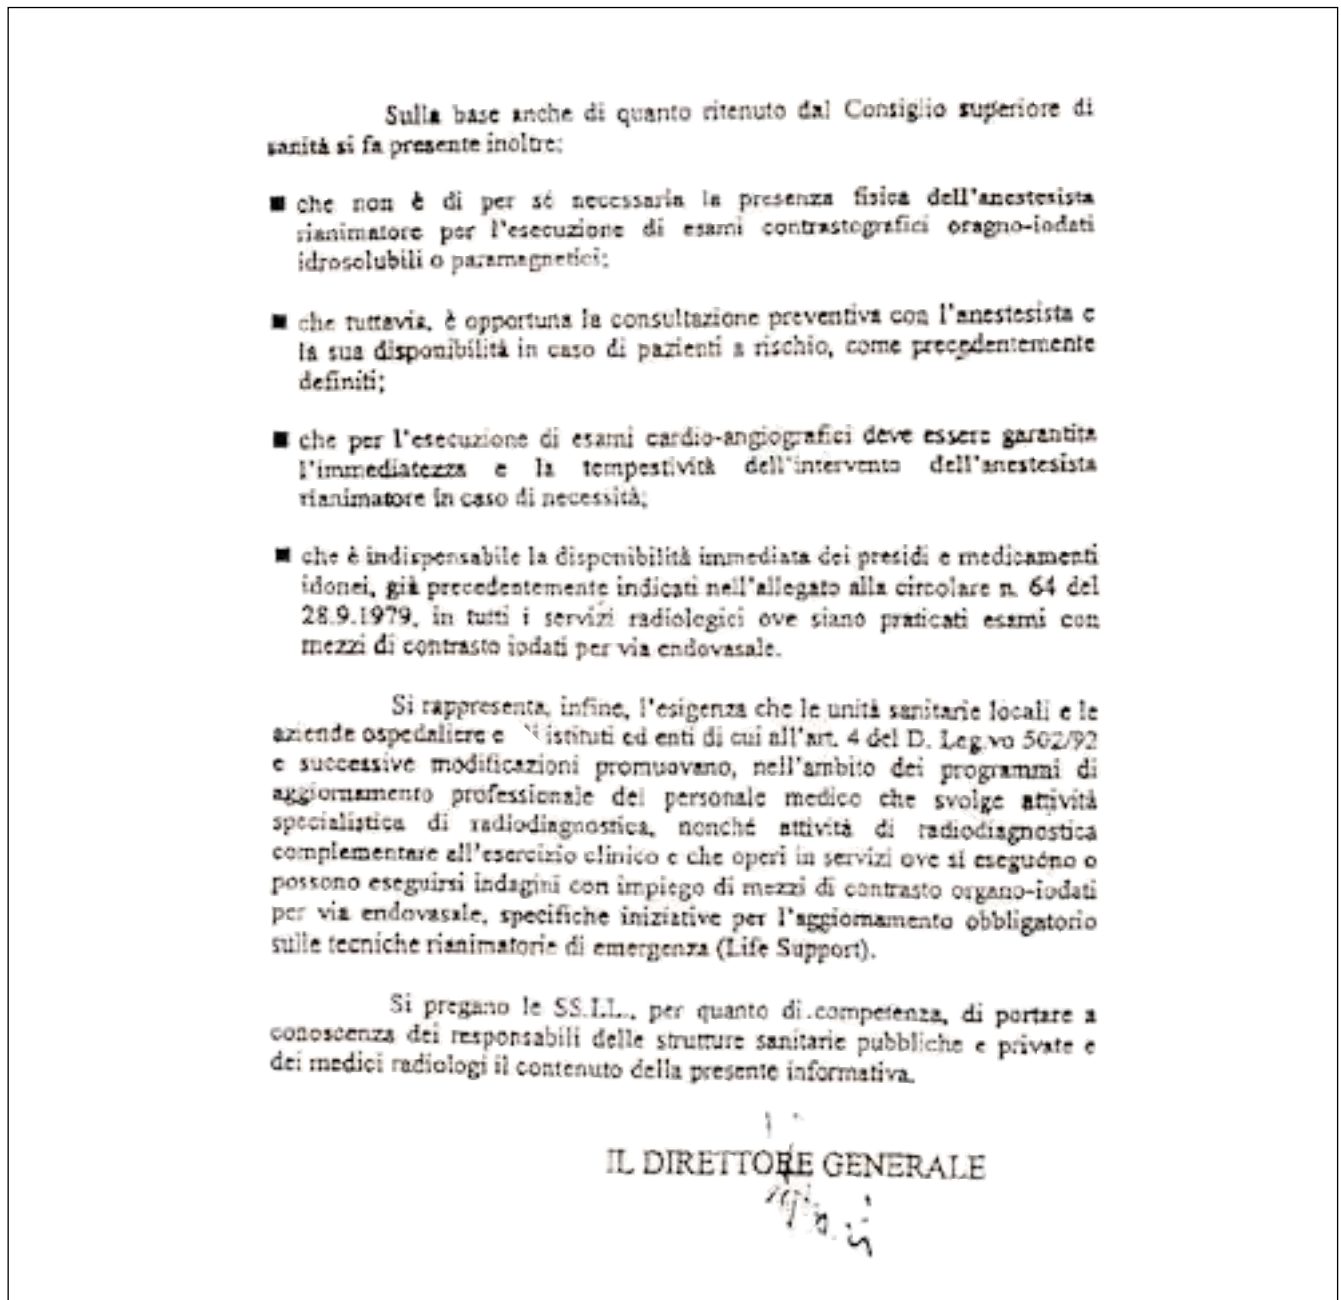 Sulla base anche di quanto ritenuto dal Consiglio superiore di
sanità si fa presente inoltre:
■ che non è di per sé necessaria la presenza fisica dell'anestesista
rianimatore per l'esecuzione di esami contrastografici oragno-iodati
idrosolubili o paramagnetici;
■ che tuttavia, è opportuna la consultazione preventiva con l'anestesista e
la sua disponibilità in caso di pazienti a rischio, come precedentemente
definiti;
■ che per l'esecuzione di esami cardio-angiografici deve essere garantita
l'immediatezza e la tempestività dell'intervento dell'anestesista
rianimatore in caso di necessità;
■ che è indispensabile la disponibilità immediata dei presidi e medicamenti
idonei, già precedentemente indicati nell'allegato alla circolare n. 64 del
28.9.1979, in tutti i servizi radiologici ove siano praticati esami con
mezzi di contrasto iodati per via endovasale.
Si rappresenta, infine, l'esigenza che le unità sanitarie locali e le
aziende ospedaliere e istituti ed enti di cui all'art. 4 del D. Leg.vo 502/92
e successive modificazioni promuovano, nell'ambito dei programmi di
aggiornamento professionale del personale medico che svolge attività
specialistica di radiodiagnostica, nonché attività di radiodiagnostica
complementare all'esercizio clinico e che operi in servizi ove si eseguono o
possono eseguirsi indagini con impiego di mezzi di contrasto organo-iodati
per via endovasale, specifiche iniziative per l'aggiornamento obbligatorio
sulle tecniche rianimatorie di emergenza (Life Support).
Si pregano le SS.LL., per quanto di competenza, di portare a
conoscenza dei responsabili delle strutture sanitarie pubbliche e private e
dei medici radiologi il contenuto della presente informativa.
IL DIRETTORE GENERALE